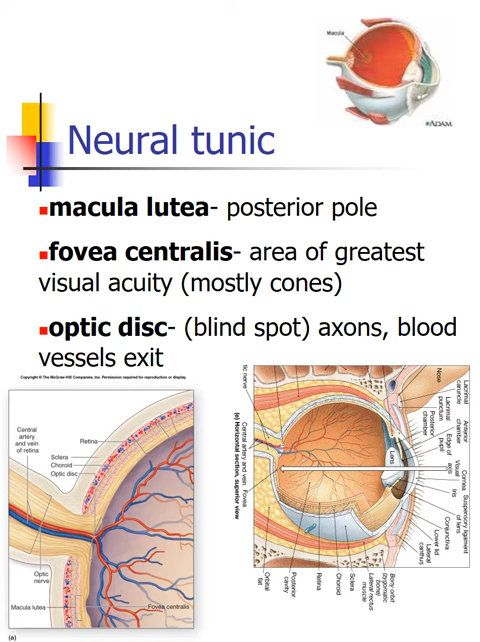 Macula
ADAM
Neural tunic
macula lutea- posterior pole
fovea centralis- area of greatest
visual acuity (mostly cones)
optic disc- (blind spot) axons, blood
vessels exit
Copyright © The McGraw-Hill Companies, Inc. Permission required for reproduction or display.
Central
artery
and vein
of retina
Retina
Sclera
Choroid
Optic disc
Optic
nerve
Macula lutea
Fovea centralis
(a)
tic nerve
Central artery and vein
Fovea
(e) Horizontal section, superior view
Nose
Lacrimal
caruncle
Lacrimal
punctum
Posterior
chamber
Anterior
chamber
Edge of
pupil
Visual
axis
Lens
Cornea
Iris
Suspensory ligament
of lens
Conjunctiva
Lower lid
Lateral
canthus
Bony orbit
(zygomatic
bone)
Lateral rectus
muscle
Sclera
Choroid
Retina
Posterior
cavity
Orbital
fat